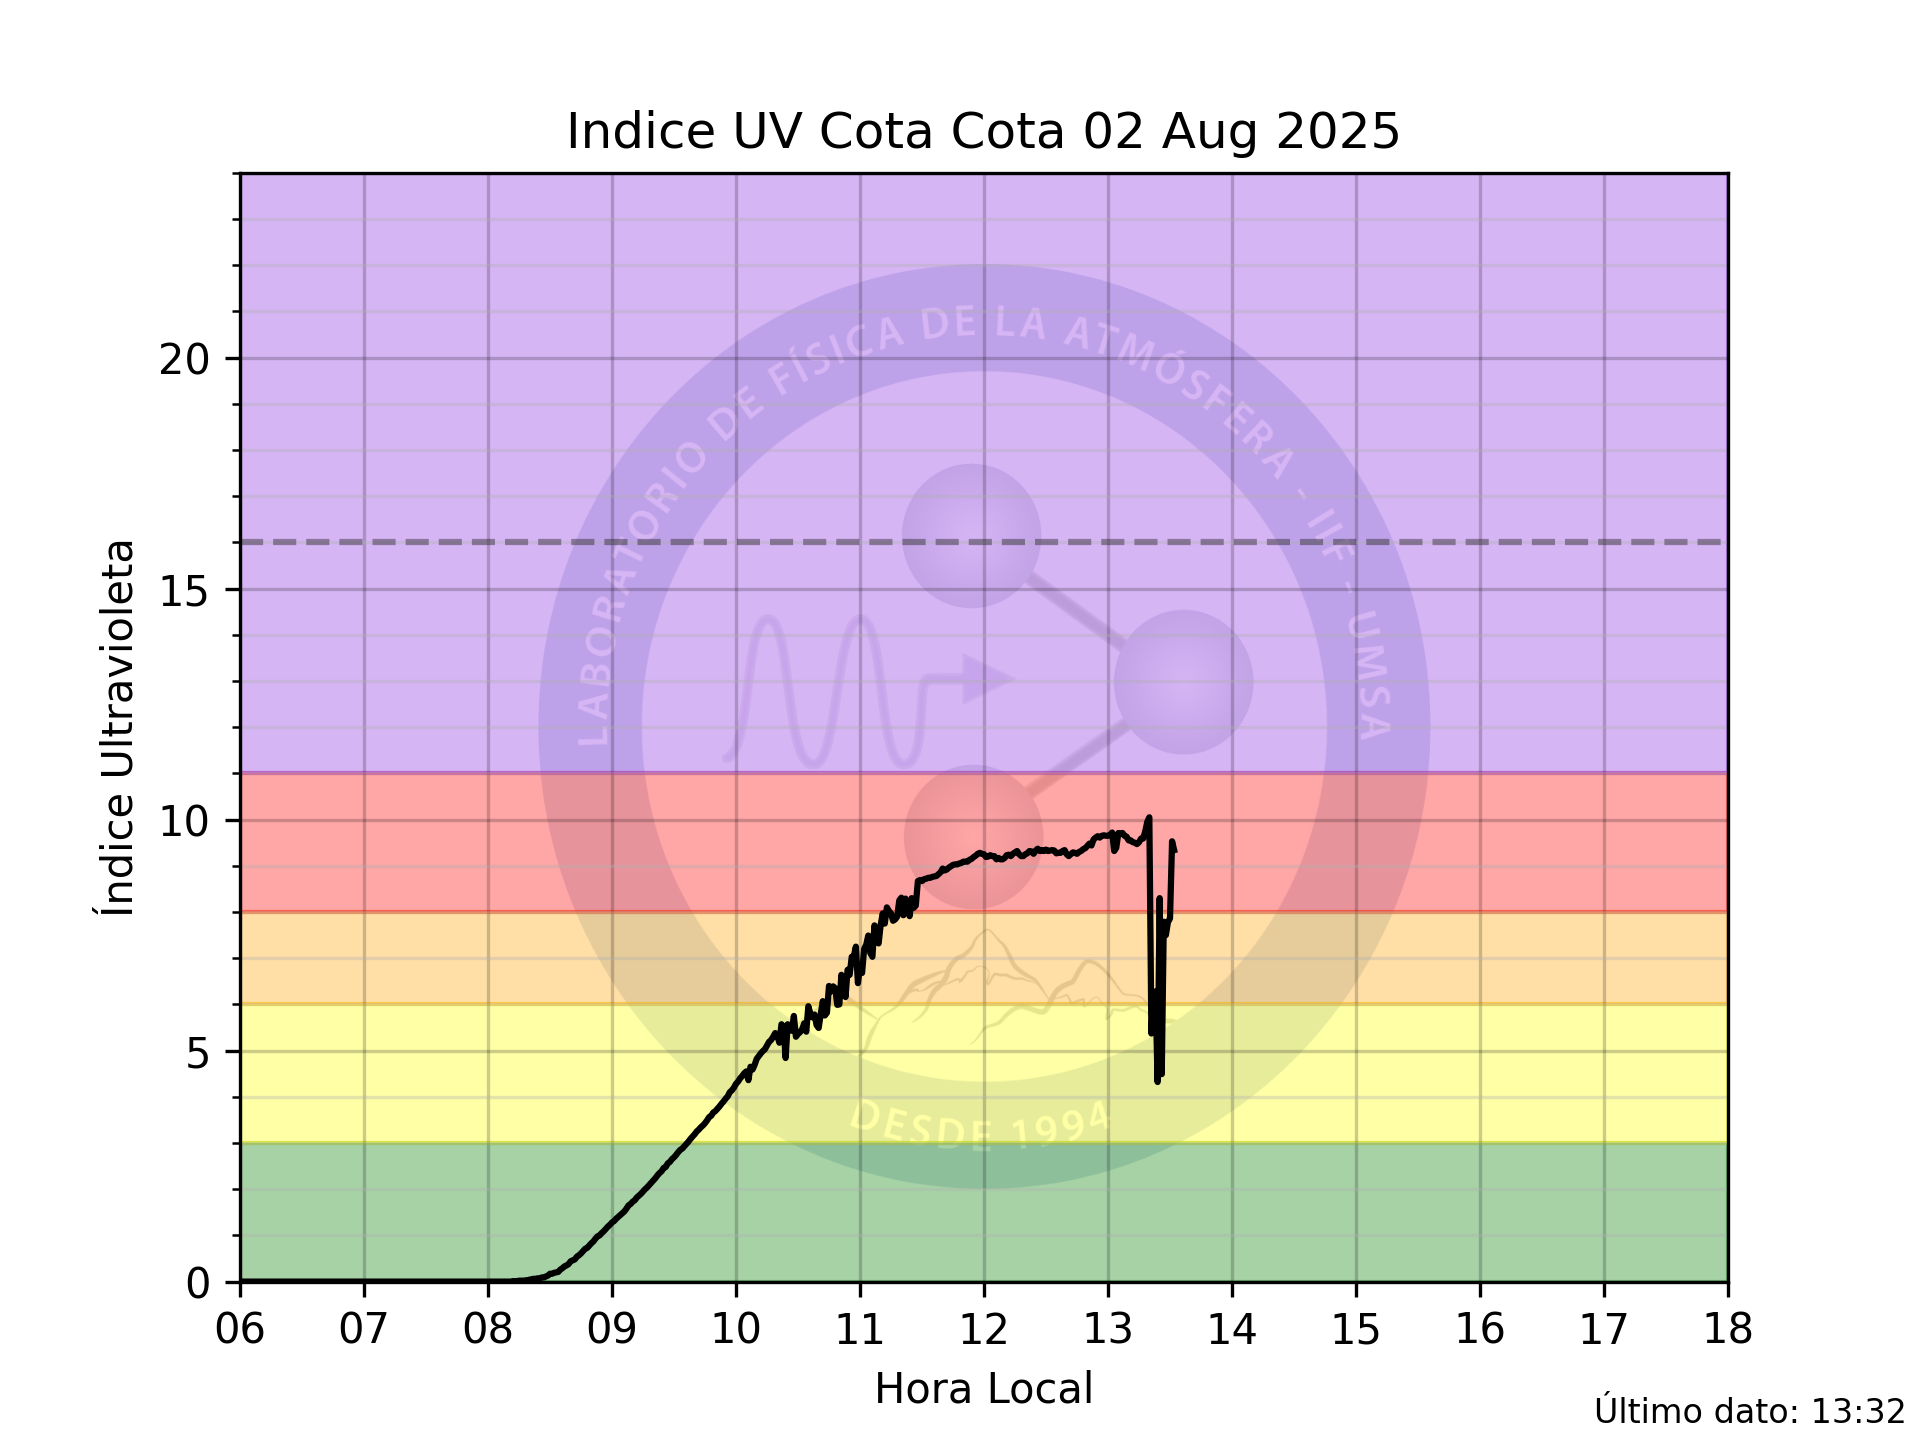 Indice UV Cota Cota 02 Aug 2025
Índice Ultravioleta
20
15
10
5
0
LABORATORIO DE FÍSICA DE LA ATMÓSFERA - IIF - UMSA
DESDE 1994
06 07 08 09 10 11 12 13 14 15 16 17 18
Hora Local
Último dato: 13:32